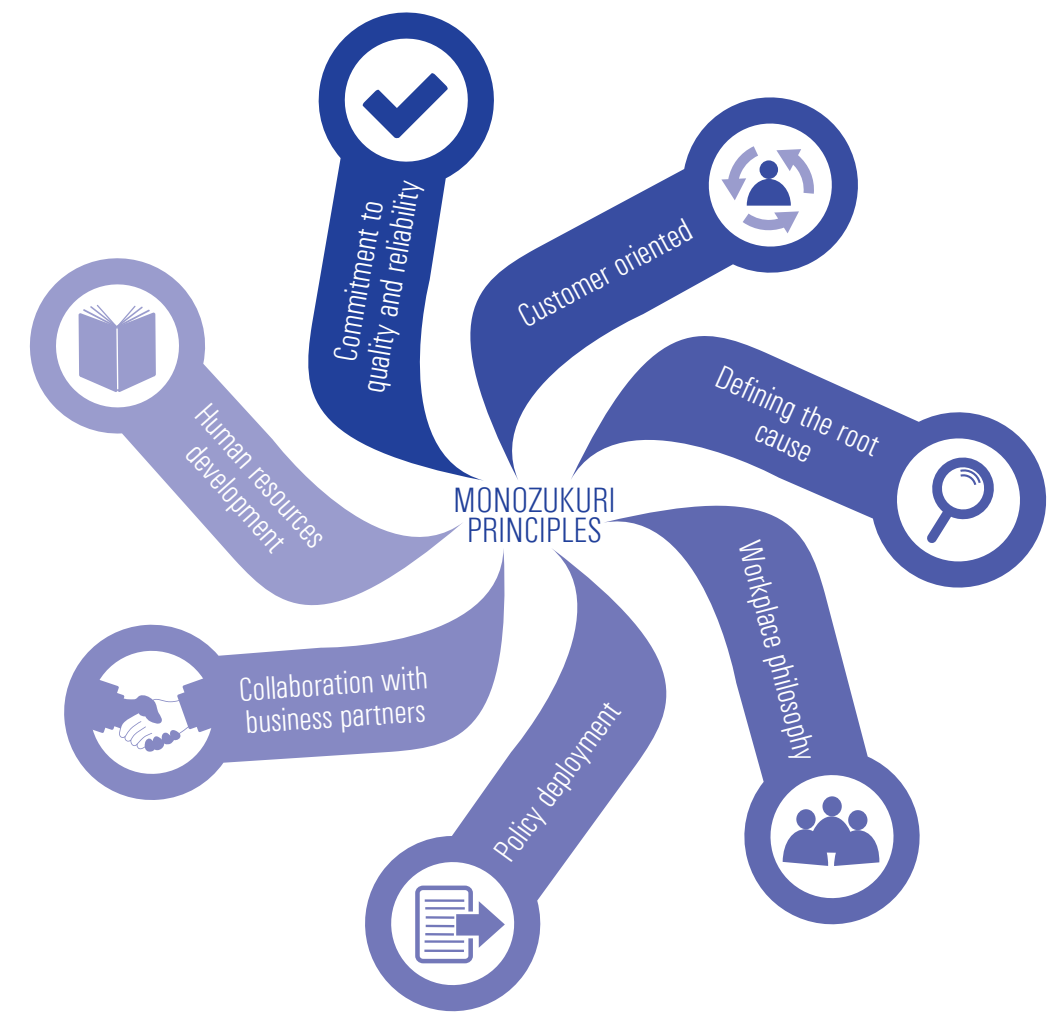 Commitment to
quality and reliability
Customer oriented
Defining the root
cause
Workplace philosophy
Policy deployment
Collaboration with
business partners
Human resources
development
MONOZUKURI
PRINCIPLES